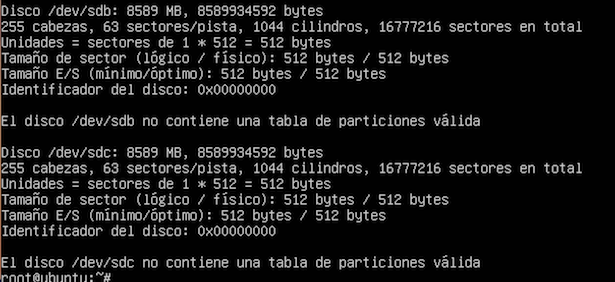 Disco /dev/sdb: 8589 MB, 8589934592 bytes
255 cabezas, 63 sectores/pista, 1044 cilindros, 16777216 sectores en total
Unidades = sectores de 1 * 512 = 512 bytes
Tamaño de sector (lógico / físico): 512 bytes / 512 bytes
Tamaño E/S (mínimo/óptimo): 512 bytes / 512 bytes
Identificador del disco: 0x00000000
El disco /dev/sdb no contiene una tabla de particiones válida
Disco /dev/sdc: 8589 MB, 8589934592 bytes
255 cabezas, 63 sectores/pista, 1044 cilindros, 16777216 sectores en total
Unidades = sectores de 1 * 512 = 512 bytes
Tamaño de sector (lógico / físico): 512 bytes / 512 bytes
Tamaño E/S (mínimo/óptimo): 512 bytes / 512 bytes
Identificador del disco: 0x00000000
El disco /dev/sdc no contiene una tabla de particiones válida
root@ubuntu:~#